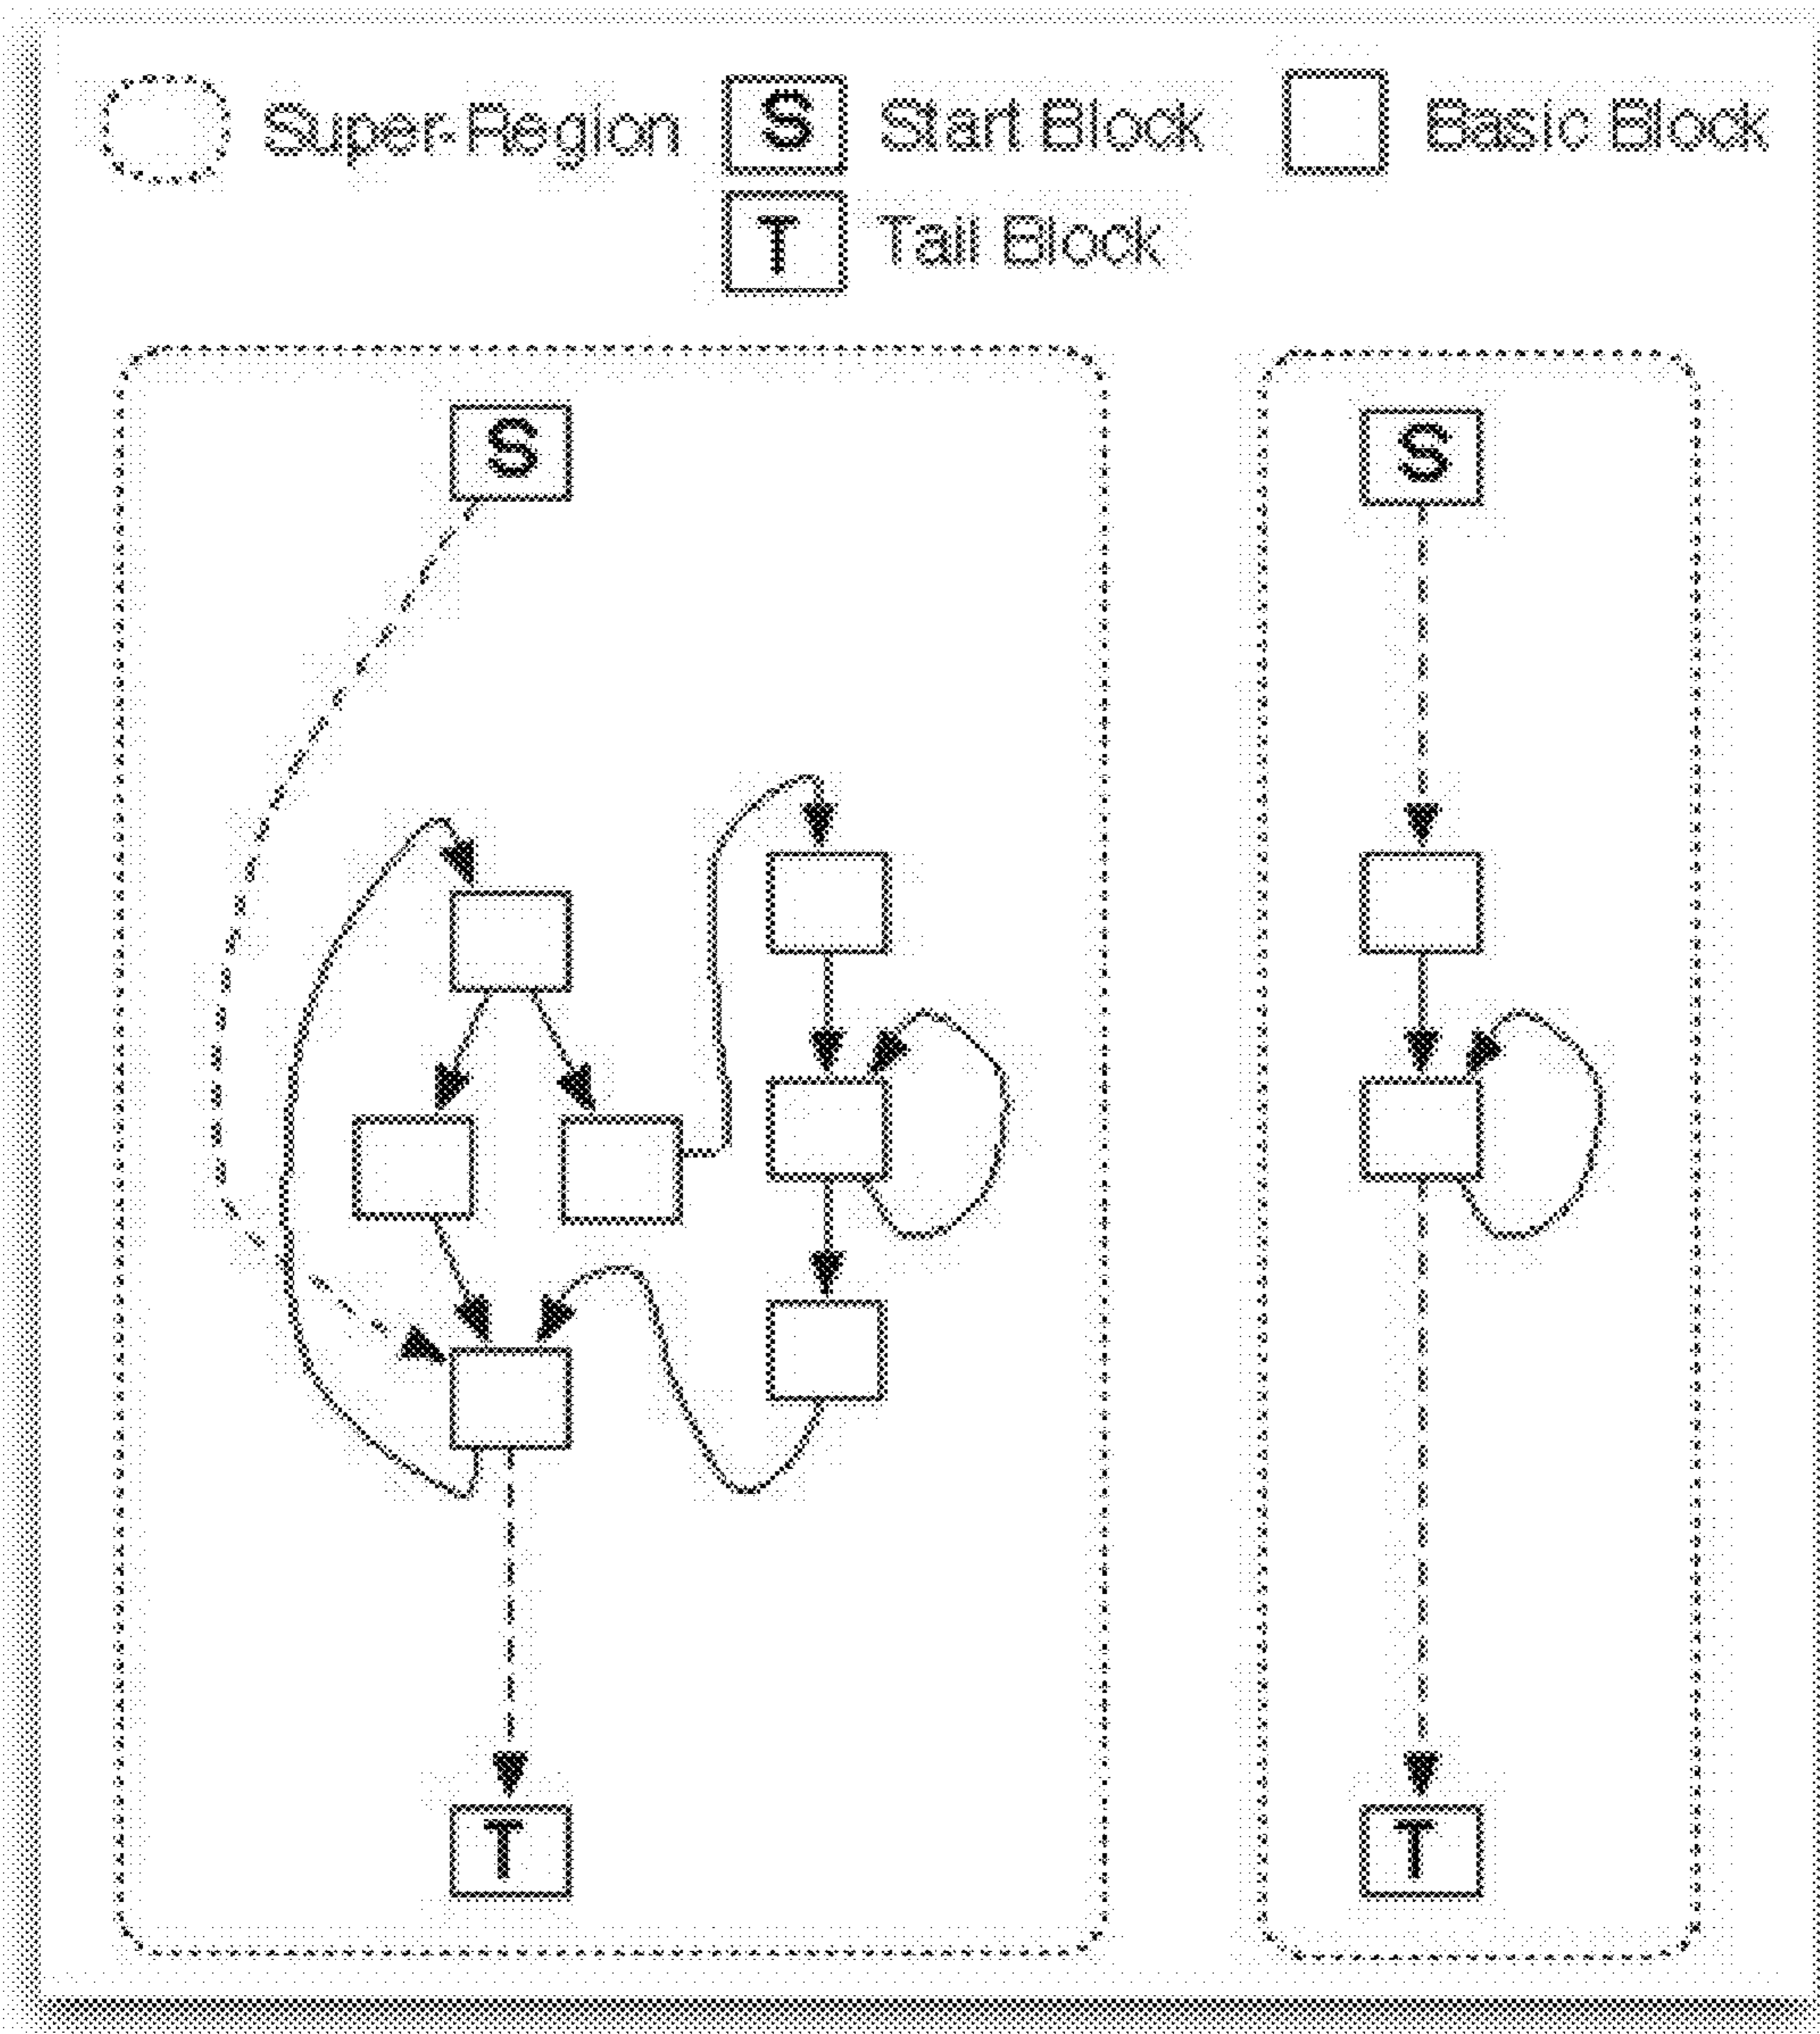 Super-Region S Start Block Basic Block
T Tail Block
S S
T T